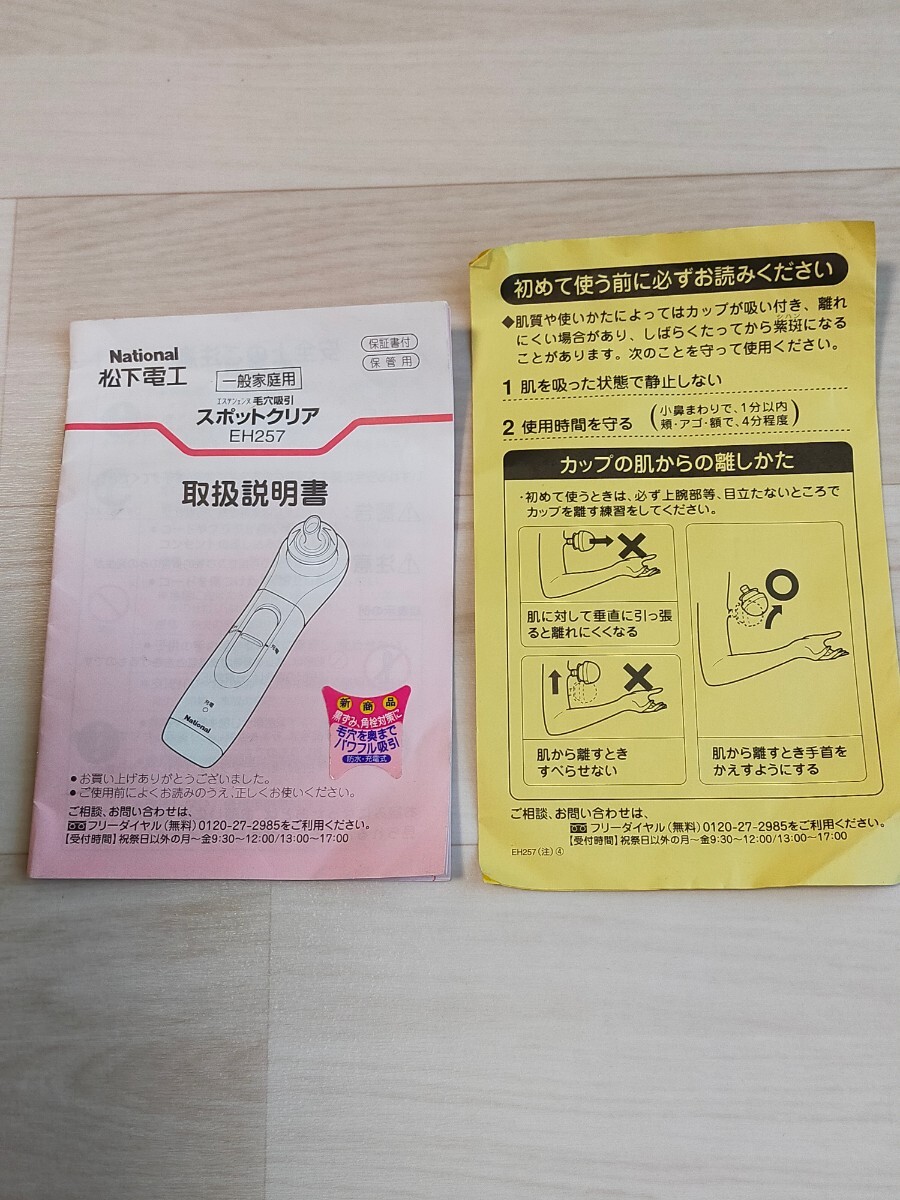 National
松下電工
保証書付
保管用
一般家庭用
エステジェンヌ 毛穴吸引
スポットクリア
EH257
取扱説明書
充電
充電
National
新商品
黒ずみ、角栓対策に
毛穴を奥まで
パワフル吸引
防水・充電式
●お買い上げありがとうございました。
●ご使用前によくお読みのうえ、正しくお使いください。
ご相談、お問い合わせは、
フリーダイヤル(無料)0120-27-2985をご利用ください。
【受付時間】祝祭日以外の月～金9:30～12:00/13:00～17:00
初めて使う前に必ずお読みください
◆肌質や使いかたによってはカップが吸い付き、離れ
にくい場合があり、しばらくたってから紫斑になる
シハン
ことがあります。次のことを守って使用ください。
1 肌を吸った状態で静止しない
2 使用時間を守る
(小鼻まわりで、1分以内
頬・アゴ・額で、4分程度)
カップの肌からの離しかた
・初めて使うときは、必ず上腕部等、目立たないところで
カップを離す練習をしてください。
肌に対して垂直に引っ張
ると離れにくくなる
肌から離すとき
すべらせない
肌から離すとき手首を
かえすようにする
ご相談、お問い合わせは、
フリーダイヤル(無料)0120-27-2985をご利用ください。
【受付時間】祝祭日以外の月～金9:30～12:00/13:00～17:00
EH257(注)④